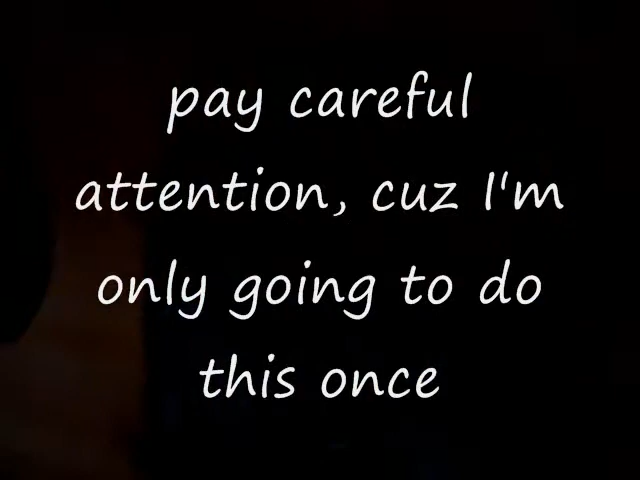 pay careful
attention, cuz I'm
only going to do
this once